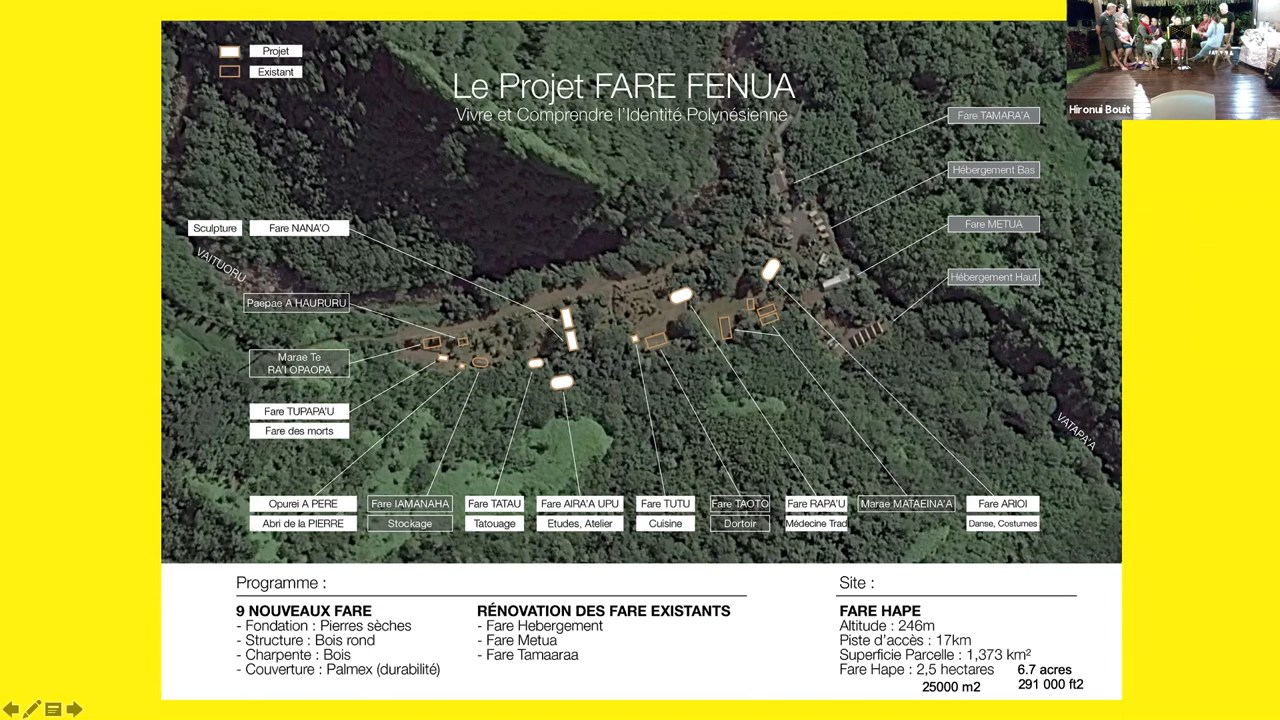 Projet
Existant
Le Projet FARE FENUA
Vivre et Comprendre l'Identité Polynésienne
Hironui Bouit
Fare TAMARA'A
Hébergement Bas
Fare METUA
Hébergement Haut
Sculpture
Fare NANA'O
VAITUORU
Paepae A HAURURU
Marae Te
RA'I OPAOPA
Fare TUPAPA'U
Fare des morts
VATAPA'A
Opurei A PERE
Abri de la PIERRE
Fare IAMANAHA
Stockage
Fare TATAU
Tatouage
Fare AIRA'A UPU
Etudes, Atelier
Fare TUTU
Cuisine
Fare TAOTO
Dortoir
Fare RAPA'U
Médecine Trad
Marae MATAEINA'A
Fare ARIOI
Danse, Costumes
Programme :
9 NOUVEAUX FARE
- Fondation : Pierres sèches
- Structure : Bois rond
- Charpente : Bois
- Couverture : Palmex (durabilité)
RÉNOVATION DES FARE EXISTANTS
- Fare Hebergement
- Fare Metua
- Fare Tamaaraa
Site :
FARE HAPE
Altitude : 246m
Piste d'accès : 17km
Superficie Parcelle : 1,373 km²
Fare Hape : 2,5 hectares
6.7 acres
25000 m2
291 000 ft2